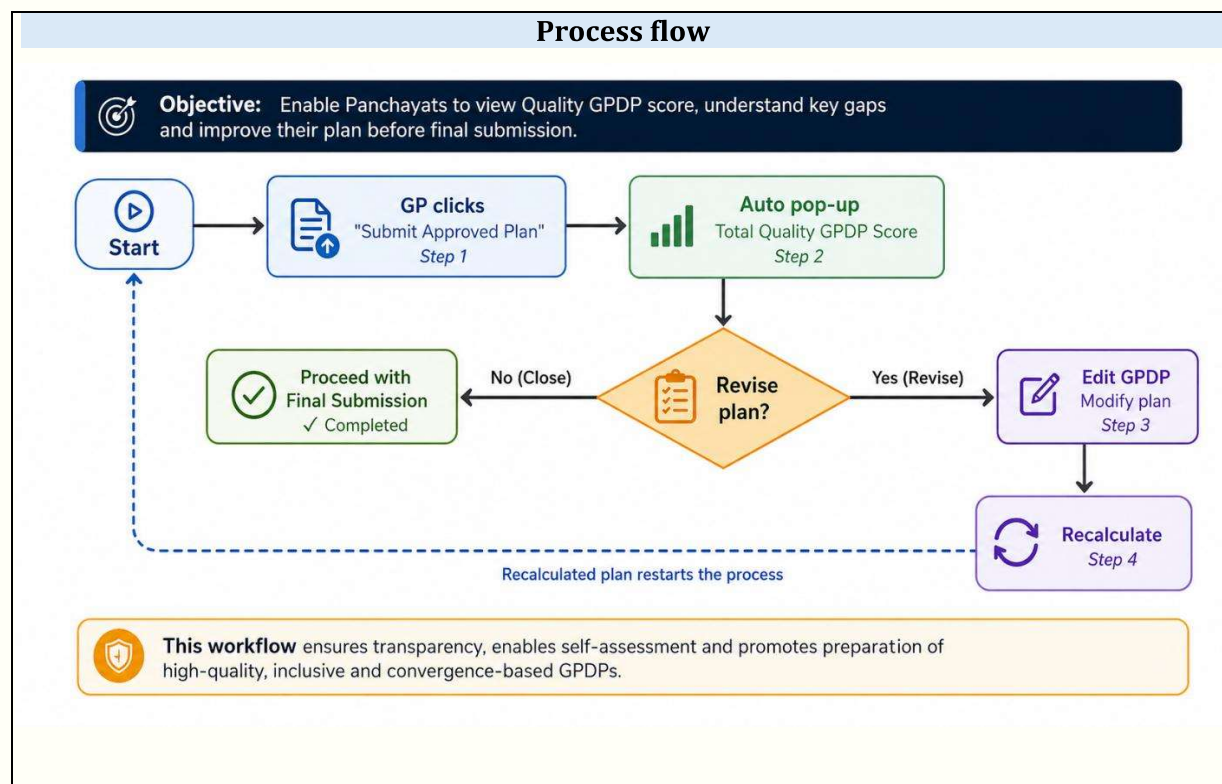 Process flow
Objective: Enable Panchayats to view Quality GPDP score, understand key gaps
and improve their plan before final submission.
Start
GP clicks
"Submit Approved Plan"
Step 1
Auto pop-up
Total Quality GPDP Score
Step 2
Revise
plan?
No (Close)
Proceed with
Final Submission
✓ Completed
Yes (Revise)
Edit GPDP
Modify plan
Step 3
Recalculate
Step 4
Recalculated plan restarts the process
This workflow ensures transparency, enables self-assessment and promotes preparation of
high-quality, inclusive and convergence-based GPDPs.